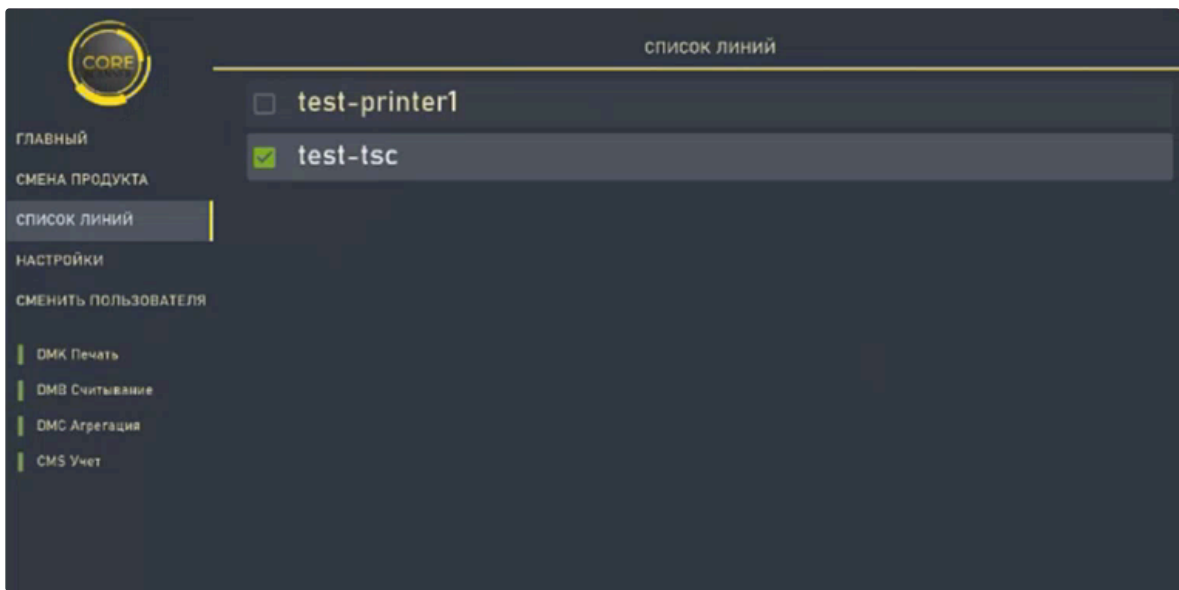 CORE
СПИСОК ЛИНИЙ
test-printer1
test-tsc
ГЛАВНЫЙ
СМЕНА ПРОДУКТА
СПИСОК ЛИНИЙ
НАСТРОЙКИ
СМЕНИТЬ ПОЛЬЗОВАТЕЛЯ
DMK Печать
DMB Считывание
DMC Агрегация
CMS Учет